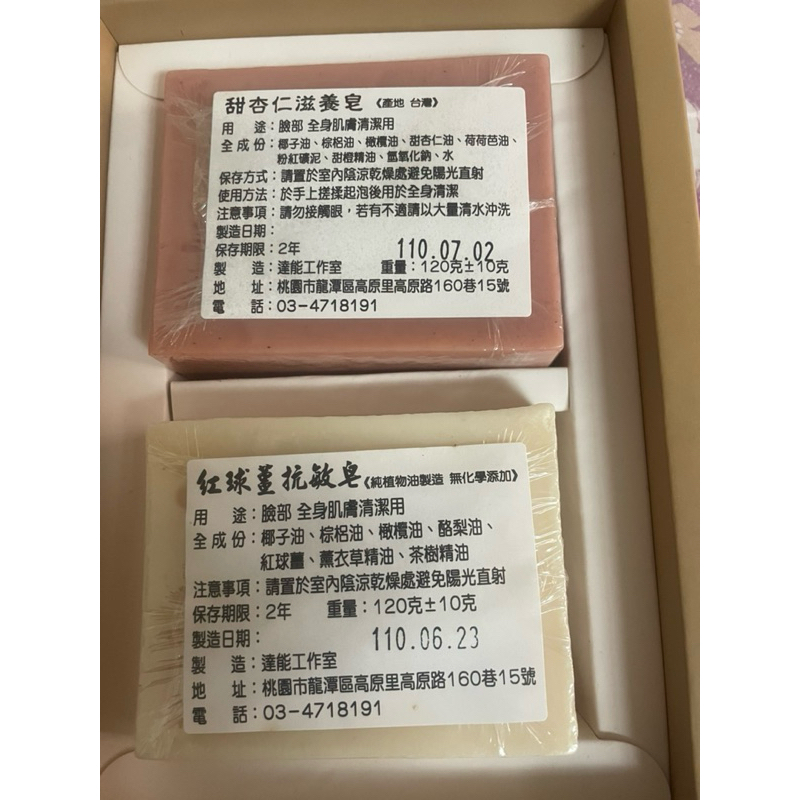 甜杏仁滋養皂 《產地 台灣》
用 途：臉部 全身肌膚清潔用
全成份：椰子油、棕梠油、橄欖油、甜杏仁油、荷荷芭油、
粉紅礦泥、甜橙精油、氫氧化鈉、水
保存方式：請置於室內陰涼乾燥處避免陽光直射
使用方法：於手上搓揉起泡後用於全身清潔
注意事項：請勿接觸眼，若有不適請以大量清水沖洗
製造日期：
保存期限：2年 110.07.02
製 造：達能工作室 重量：120克±10克
地 址：桃園市龍潭區高原里高原路160巷15號
電 話：03-4718191
紅球薑抗敏皂《純植物油製造 無化學添加》
用 途：臉部 全身肌膚清潔用
全成份：椰子油、棕梠油、橄欖油、酪梨油、
紅球薑、薰衣草精油、茶樹精油
注意事項：請置於室內陰涼乾燥處避免陽光直射
保存期限：2年 重量：120克±10克
製造日期： 110.06.23
製 造：達能工作室
地 址：桃園市龍潭區高原里高原路160巷15號
電 話：03-4718191